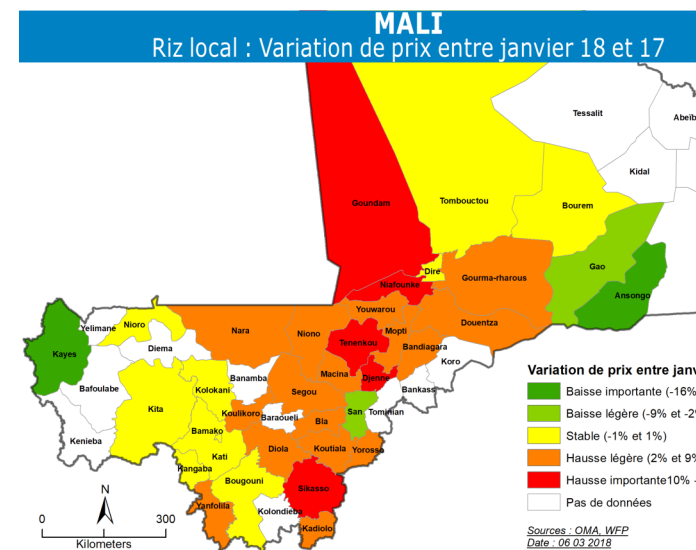 MALI
Riz local : Variation de prix entre janvier 18 et 17
Tessalit
Abeïb
Kidal
Goundam
Tombouctou
Bourem
Dire
Gao
Gourma-rharous
Niafounke
Ansongo
Youwarou
Yelimane
Nioro
Nara
Niono
Mopti
Douentza
Kayes
Diema
Tenenkou
Bandiagara
Koro
Macina
Djenne
Bafoulabe
Kolokani
Banamba
Segou
Bankass
Kita
Koulikoro
Baraoueli
Bla
San
Tominian
Bamako
Kenieba
Kati
Diola
Koutiala
Yorosso
Kangaba
Bougouni
Sikasso
Yanfolila
Kolondieba
Kadiolo
N
0 300
Kilometers
Variation de prix entre janv
Baisse importante (-16%
Baisse légère (-9% et -2%
Stable (-1% et 1%)
Hausse légère (2% et 9%
Hausse importante10% -
Pas de données
Sources : OMA, WFP
Date : 06 03 2018